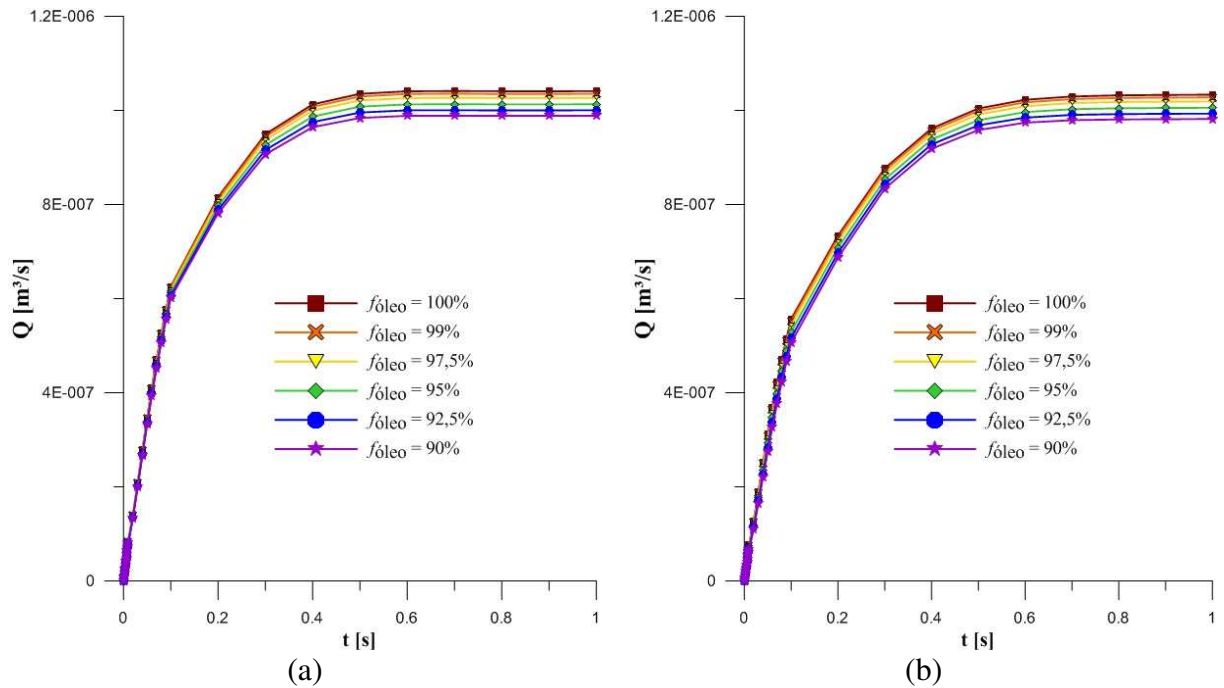 1.2E-006
8E-007
4E-007
0
Q [m³/s]
fóleo = 100%
fóleo = 99%
fóleo = 97,5%
fóleo = 95%
fóleo = 92,5%
fóleo = 90%
0 0.2 0.4 0.6 0.8 1
t [s]
(a)
1.2E-006
8E-007
4E-007
0
Q [m³/s]
fóleo = 100%
fóleo = 99%
fóleo = 97,5%
fóleo = 95%
fóleo = 92,5%
fóleo = 90%
0 0.2 0.4 0.6 0.8 1
t [s]
(b)